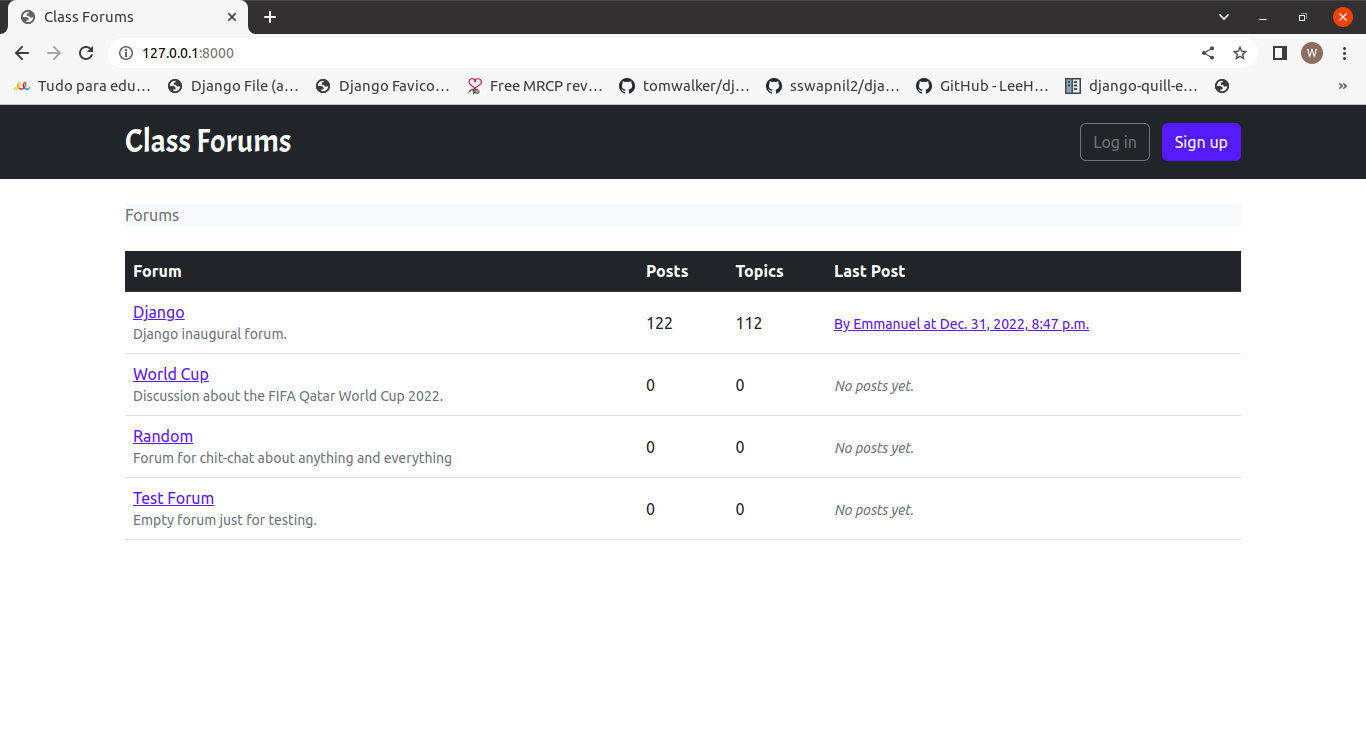 Class Forums
127.0.0.1:8000
W
Tudo para edu... Django File (a... Django Favico... Free MRCP rev... tomwalker/dj... sswapnil2/dja... GitHub - LeeH... django-quill-e... »
Class Forums Log in Sign up
Forums
Forum Posts Topics Last Post
Django 122 112 By Emmanuel at Dec. 31, 2022, 8:47 p.m.
Django inaugural forum.
World Cup 0 0 No posts yet.
Discussion about the FIFA Qatar World Cup 2022.
Random 0 0 No posts yet.
Forum for chit-chat about anything and everything
Test Forum 0 0 No posts yet.
Empty forum just for testing.